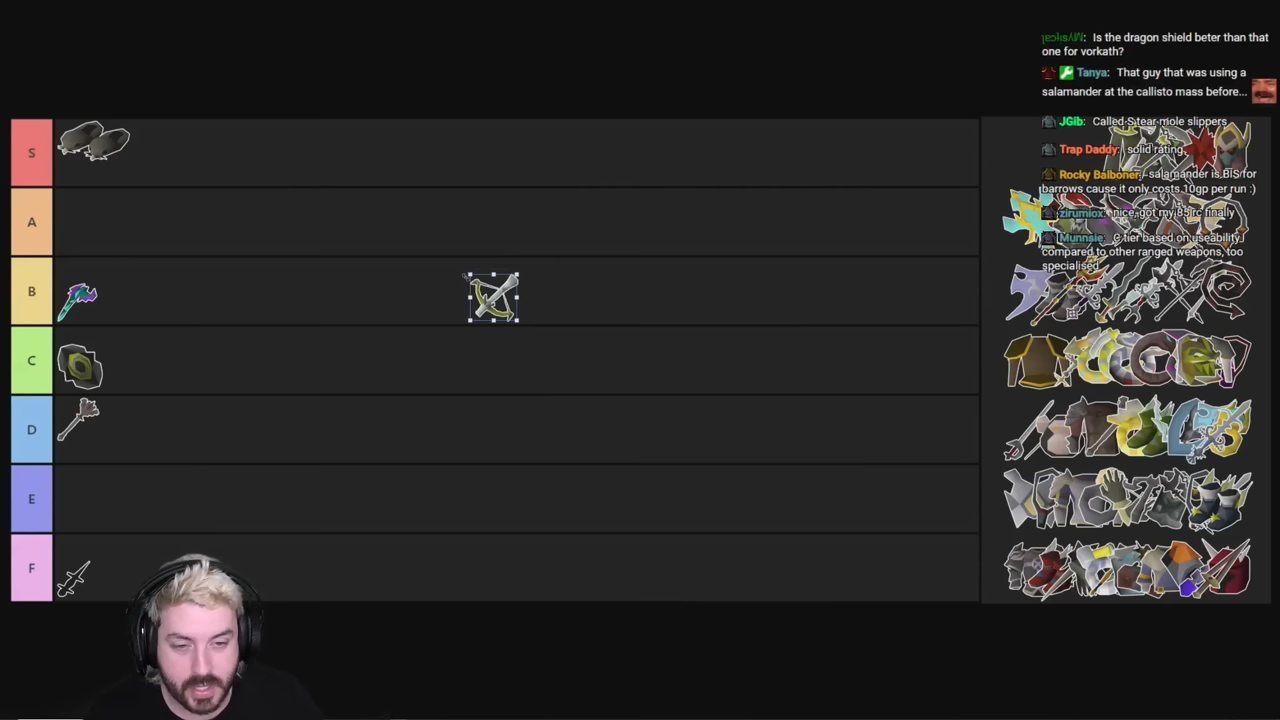 S
A
B
C
D
E
F
Is the dragon shield beter than that
one for vorkath?
Tanya: That guy that was using a
salamander at the callisto mass before...
JGlb: Called S tear mole slippers
Trap Daddy: solid rating
Rocky Balboner: salamander is BIS for
barrows cause it only costs 10gp per run :)
zirumiox: nice, got my 85 rc finally
Munnsie: C tier based on useability
compared to other ranged weapons, too
specialised